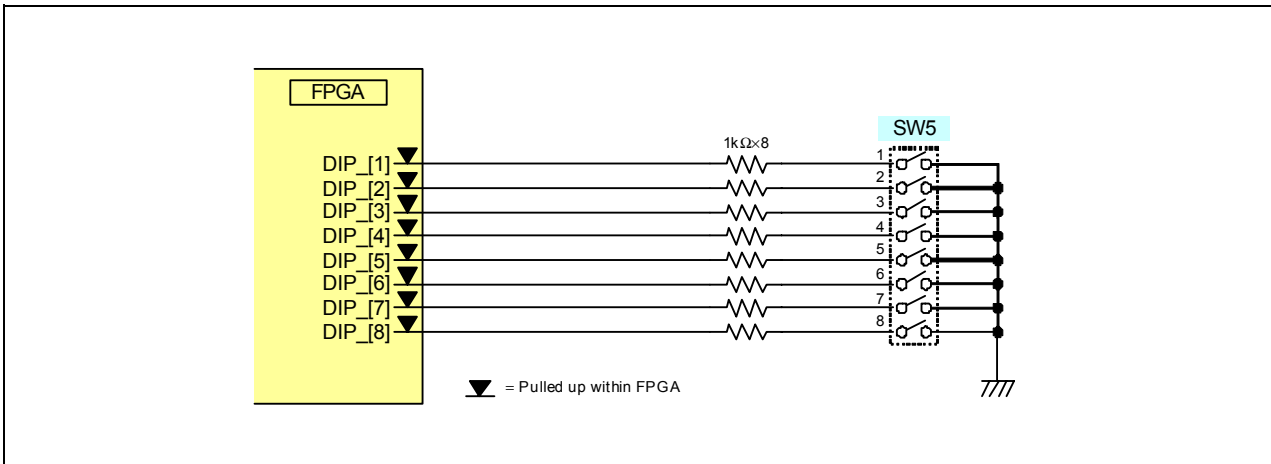 FPGA
SW5
1kΩ×8
DIP_[1] 1
DIP_[2] 2
DIP_[3] 3
DIP_[4] 4
DIP_[5] 5
DIP_[6] 6
DIP_[7] 7
DIP_[8] 8
= Pulled up within FPGA